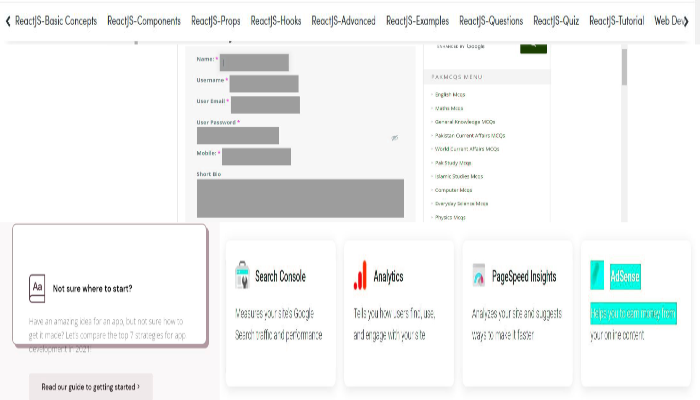 ReactJS-Basic Concepts ReactJS-Components ReactJS-Props ReactJS-Hooks ReactJS-Advanced ReactJS-Examples ReactJS-Questions ReactJS-Quiz ReactJS-Tutorial Web Dev
Name: *
Username *
User Email *
User Password *
Mobile: *
Short Bio
ENHANCED BY Google
PAKMCQS MENU
English Mcqs
Maths Mcqs
General Knowledge MCQs
Pakistan Current Affairs MCQs
World Current Affairs MCQs
Pak Study Mcqs
Islamic Studies Mcqs
Computer Mcqs
Everyday Science Mcqs
Physics Mcqs
Aa
Not sure where to start?
Have an amazing idea for an app, but not sure how to
get it made? Let's compare the top 7 strategies for app
development in 2021.
Read our guide to getting started ›
Search Console
Measures your site's Google
Search traffic and performance
Analytics
Tells you how users find, use,
and engage with your site
PageSpeed Insights
Analyzes your site and suggests
ways to make it faster
AdSense
Helps you to earn money from
your online content